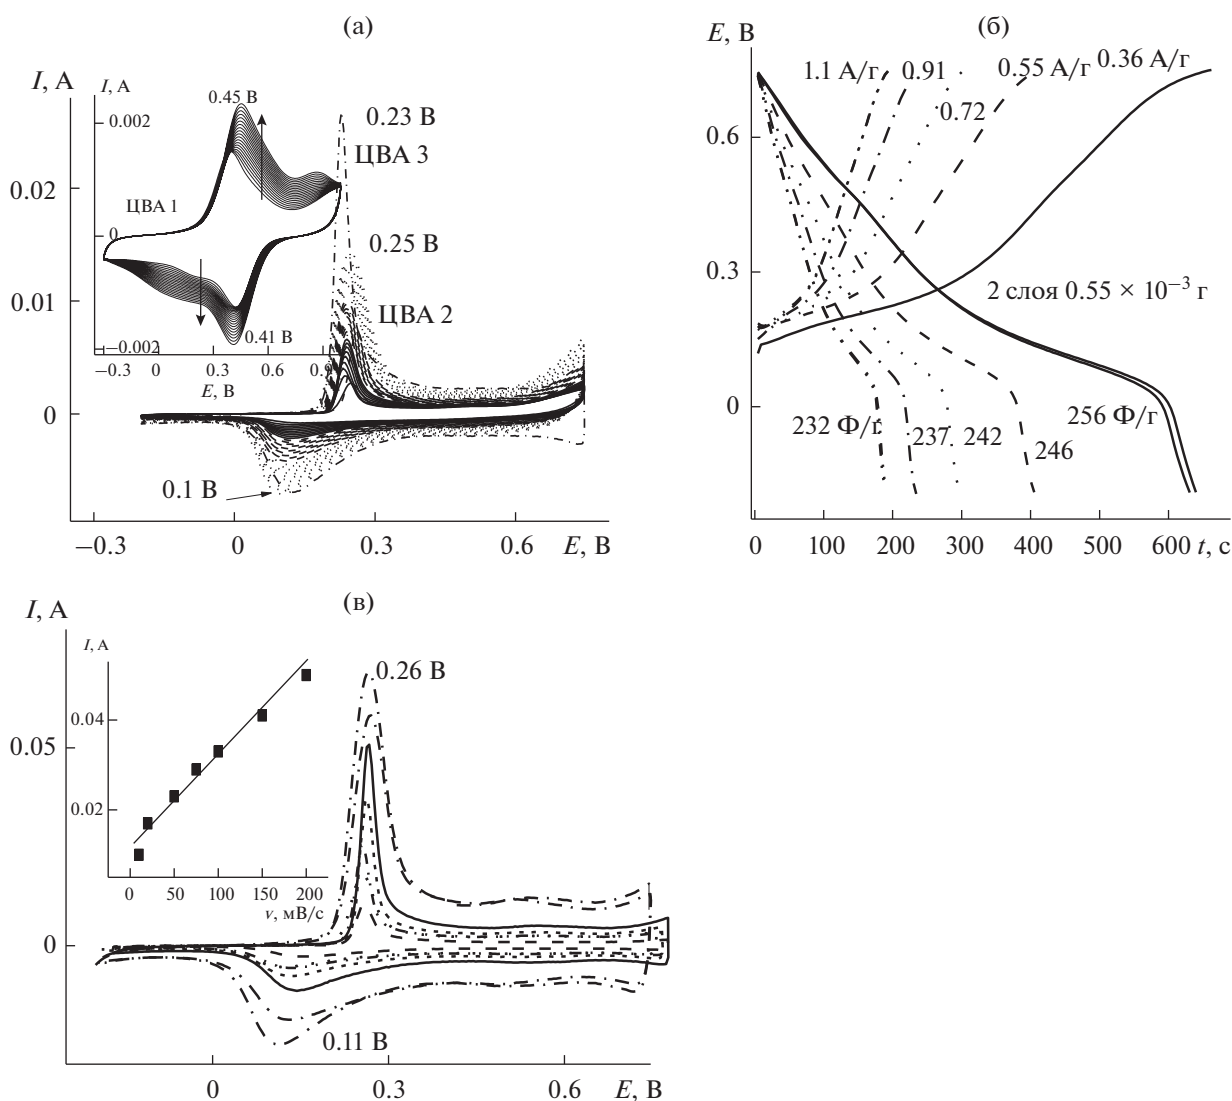 (а)
I, А
0.02
0.01
0
−0.3
0
0.3
0.6
E, В
0.23 В
ЦВА 3
0.25 В
ЦВА 2
0.1 В
I, А
0.002
0
−0.002
−0.3
0
0.3
0.6
0.9
E, В
0.45 В
ЦВА 1
0.41 В
(б)
E, В
0.6
0.3
0
1.1 А/г
0.91
0.72
0.55 А/г
0.36 А/г
2 слоя 0.55 × 10⁻³ г
232 Ф/г
237
242
246
256 Ф/г
0
100
200
300
400
500
600
t, с
(в)
I, А
0.05
0
0
0.3
0.6
E, В
0.26 В
0.11 В
I, А
0.04
0.02
0
50
100
150
200
v, мВ/с